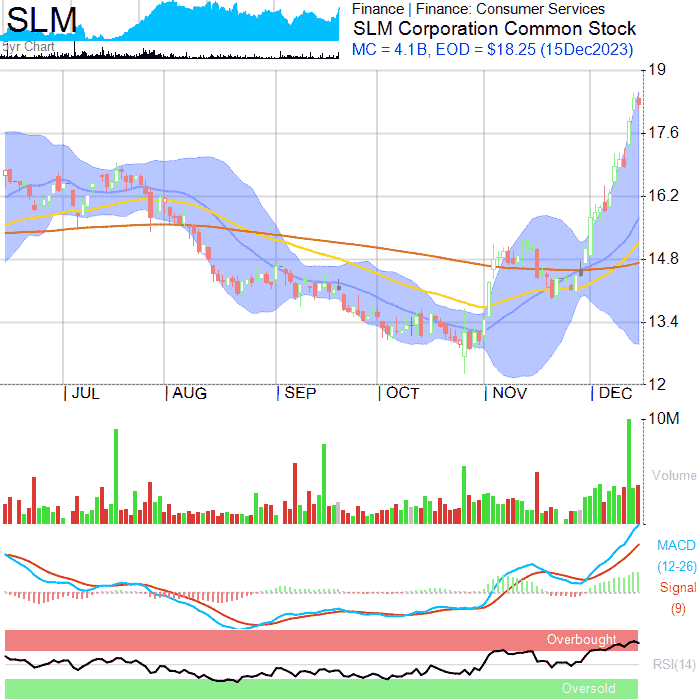 SLM
5yr Chart
Finance | Finance: Consumer Services
SLM Corporation Common Stock
MC = 4.1B, EOD = $18.25 (15Dec2023)
19
17.6
16.2
14.8
13.4
12
JUL AUG SEP OCT NOV DEC
10M
Volume
MACD
(12-26)
Signal
(9)
Overbought
RSI(14)
Oversold